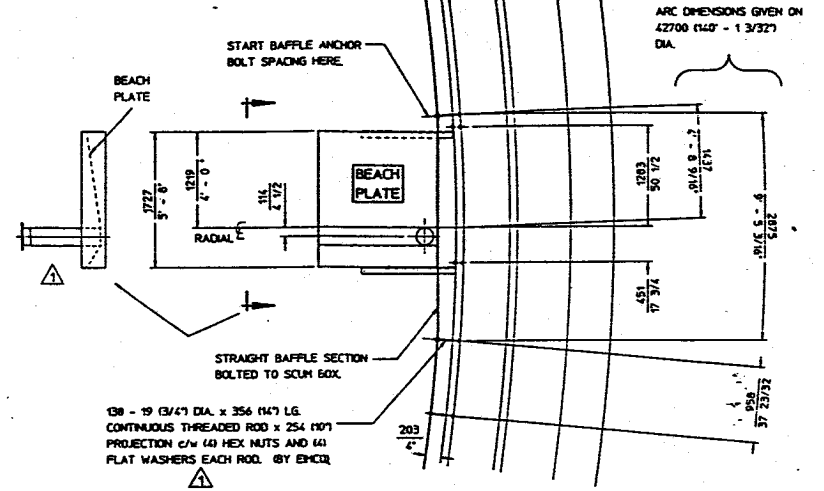 ARC DIMENSIONS GIVEN ON
42700 (140' - 1 3/32")
DIA.
START BAFFLE ANCHOR
BOLT SPACING HERE.
BEACH
PLATE
1727
5' - 8"
1219
4' - 0"
114
4 1/2
BEACH
PLATE
RADIAL ℄
1283
50 1/2
1437
4' - 8 9/16"
2875
9' - 5 3/16"
451
17 3/4
1
STRAIGHT BAFFLE SECTION
BOLTED TO SCUM BOX.
958
37 23/32
138 - 19 (3/4") DIA. x 356 (14") LG.
CONTINUOUS THREADED ROD x 254 (10")
PROJECTION c/w (4) HEX NUTS AND (4)
FLAT WASHERS EACH ROD. (BY EIMCO)
1
203
4"